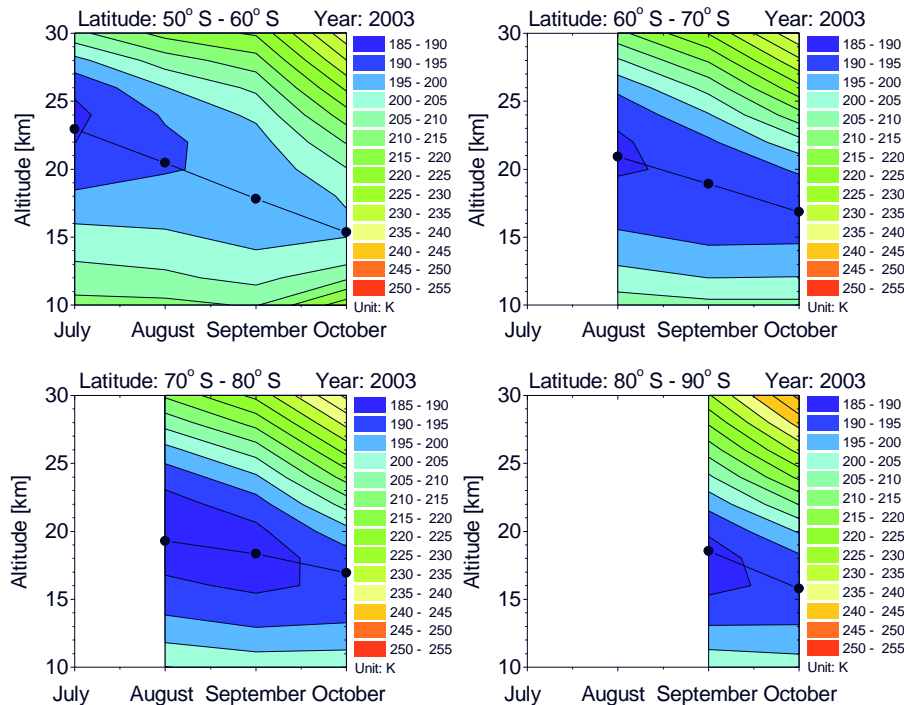 Latitude: 50° S - 60° S Year: 2003
30
25
20
15
10
Altitude [km]
July August September October
185 - 190
190 - 195
195 - 200
200 - 205
205 - 210
210 - 215
215 - 220
220 - 225
225 - 230
230 - 235
235 - 240
240 - 245
245 - 250
250 - 255
Unit: K
Latitude: 60° S - 70° S Year: 2003
30
25
20
15
10
Altitude [km]
July August September October
185 - 190
190 - 195
195 - 200
200 - 205
205 - 210
210 - 215
215 - 220
220 - 225
225 - 230
230 - 235
235 - 240
240 - 245
245 - 250
250 - 255
Unit: K
Latitude: 70° S - 80° S Year: 2003
30
25
20
15
10
Altitude [km]
July August September October
185 - 190
190 - 195
195 - 200
200 - 205
205 - 210
210 - 215
215 - 220
220 - 225
225 - 230
230 - 235
235 - 240
240 - 245
245 - 250
250 - 255
Unit: K
Latitude: 80° S - 90° S Year: 2003
30
25
20
15
10
Altitude [km]
July August September October
185 - 190
190 - 195
195 - 200
200 - 205
205 - 210
210 - 215
215 - 220
220 - 225
225 - 230
230 - 235
235 - 240
240 - 245
245 - 250
250 - 255
Unit: K